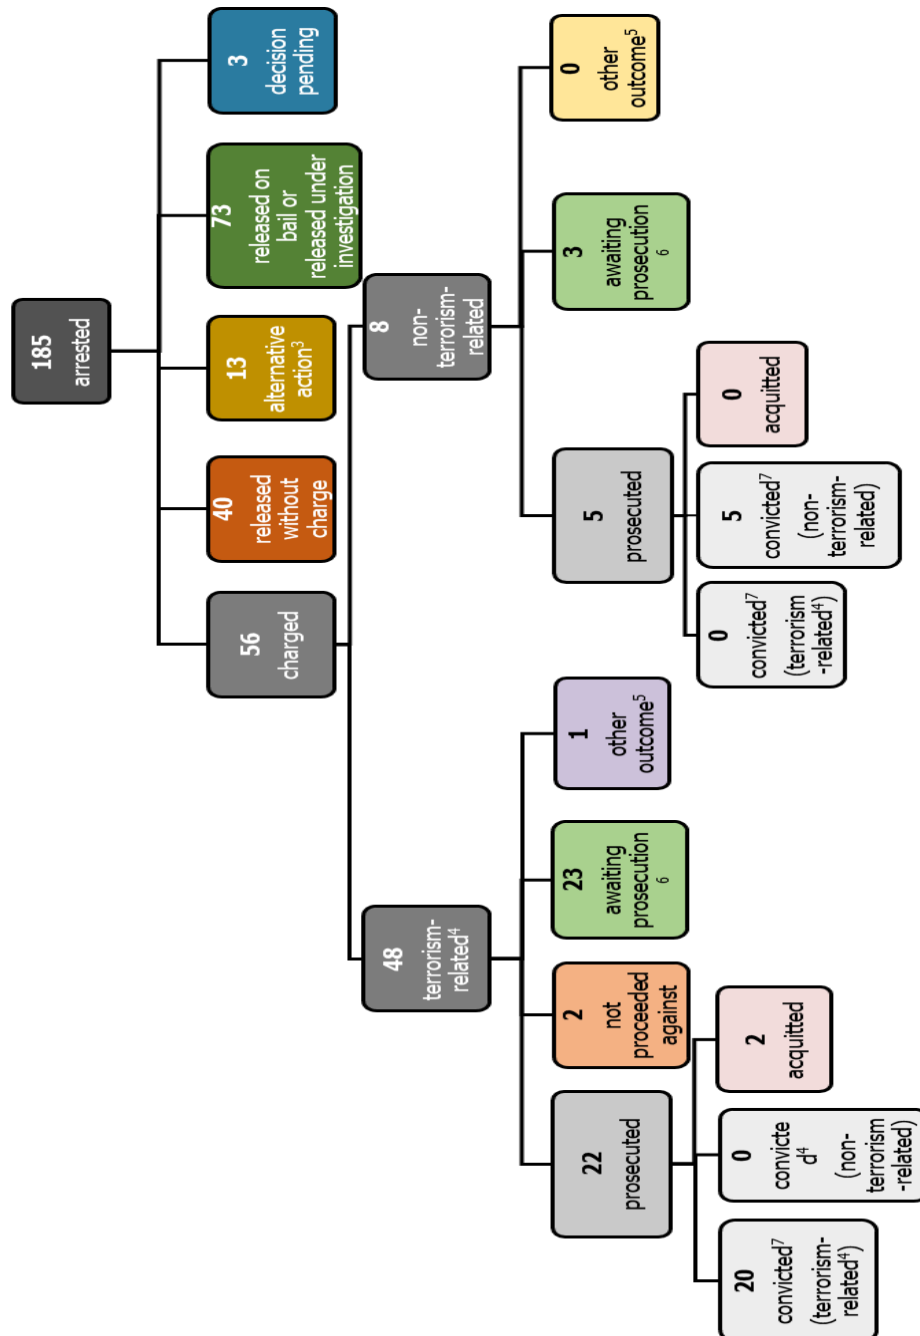 185
arrested
56
charged
40
released
without
charge
13
alternative
action³
73
released on
bail or
released under
investigation
3
decision
pending
48
terrorism-
related⁴
8
non-
terrorism-
related
22
prosecuted
2
not
proceeded
against
23
awaiting
prosecution
6
1
other
outcome⁵
5
prosecuted
3
awaiting
prosecution
6
0
other
outcome⁵
20
convicted⁷
(terrorism-
related⁴)
0
convicte
d⁴
(non-
terrorism
-related)
2
acquitted
0
convicted⁷
(terrorism
-related⁴)
5
convicted⁷
(non-
terrorism-
related)
0
acquitted